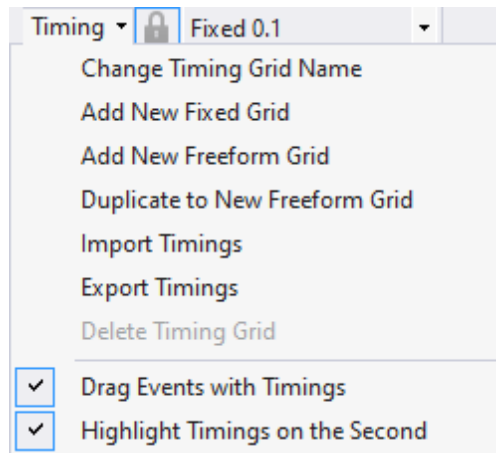 Timing Fixed 0.1
Change Timing Grid Name
Add New Fixed Grid
Add New Freeform Grid
Duplicate to New Freeform Grid
Import Timings
Export Timings
Delete Timing Grid
Drag Events with Timings
Highlight Timings on the Second